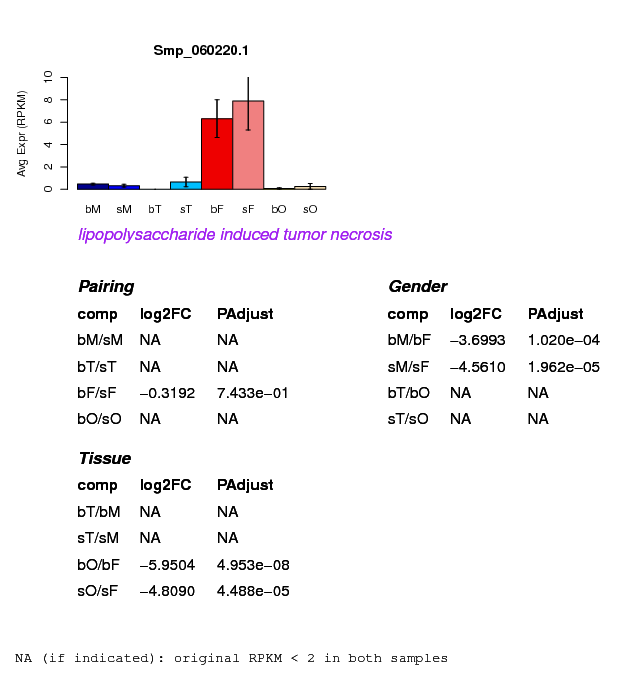 Smp_060220.1
Avg Expr (RPKM)
10
8
6
4
2
0
bM sM bT sT bF sF bO sO
lipopolysaccharide induced tumor necrosis
Pairing
comp log2FC PAdjust
bM/sM NA NA
bT/sT NA NA
bF/sF −0.3192 7.433e−01
bO/sO NA NA
Gender
comp log2FC PAdjust
bM/bF −3.6993 1.020e−04
sM/sF −4.5610 1.962e−05
bT/bO NA NA
sT/sO NA NA
Tissue
comp log2FC PAdjust
bT/bM NA NA
sT/sM NA NA
bO/bF −5.9504 4.953e−08
sO/sF −4.8090 4.488e−05
NA (if indicated): original RPKM < 2 in both samples